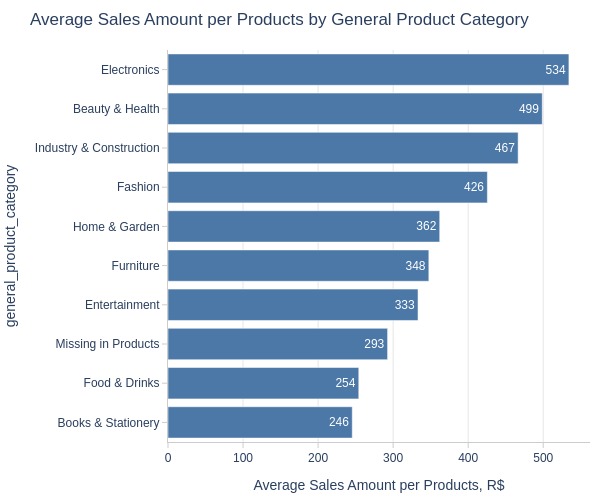 Average Sales Amount per Products by General Product Category
general_product_category
Electronics 534
Beauty & Health 499
Industry & Construction 467
Fashion 426
Home & Garden 362
Furniture 348
Entertainment 333
Missing in Products 293
Food & Drinks 254
Books & Stationery 246
0 100 200 300 400 500
Average Sales Amount per Products, R$